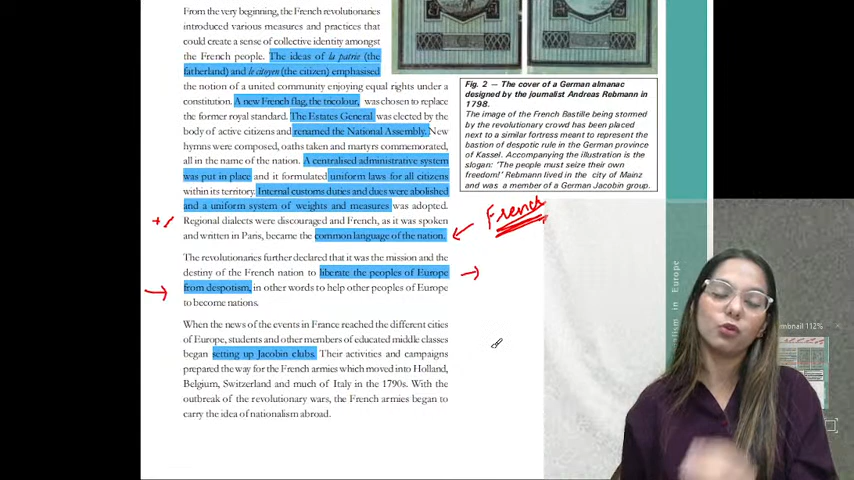 From the very beginning, the French revolutionaries
introduced various measures and practices that
could create a sense of collective identity amongst
the French people. The ideas of la patrie (the
fatherland) and le citoyen (the citizen) emphasised
the notion of a united community enjoying equal rights under a
constitution. A new French flag, the tricolour, was chosen to replace
the former royal standard. The Estates General was elected by the
body of active citizens and renamed the National Assembly. New
hymns were composed, oaths taken and martyrs commemorated,
all in the name of the nation. A centralised administrative system
was put in place and it formulated uniform laws for all citizens
within its territory. Internal customs duties and dues were abolished
and a uniform system of weights and measures was adopted.
Regional dialects were discouraged and French, as it was spoken
and written in Paris, became the common language of the nation.
The revolutionaries further declared that it was the mission and the
destiny of the French nation to liberate the peoples of Europe
from despotism, in other words to help other peoples of Europe
to become nations.
When the news of the events in France reached the different cities
of Europe, students and other members of educated middle classes
began setting up Jacobin clubs. Their activities and campaigns
prepared the way for the French armies which moved into Holland,
Belgium, Switzerland and much of Italy in the 1790s. With the
outbreak of the revolutionary wars, the French armies began to
carry the idea of nationalism abroad.
Fig. 2 — The cover of a German almanac
designed by the journalist Andreas Rebmann in
1798.
The image of the French Bastille being stormed
by the revolutionary crowd has been placed
next to a similar fortress meant to represent the
bastion of despotic rule in the German province
of Kassel. Accompanying the illustration is the
slogan: 'The people must seize their own
freedom!' Rebmann lived in the city of Mainz
and was a member of a German Jacobin group.
French
in Europe
112%